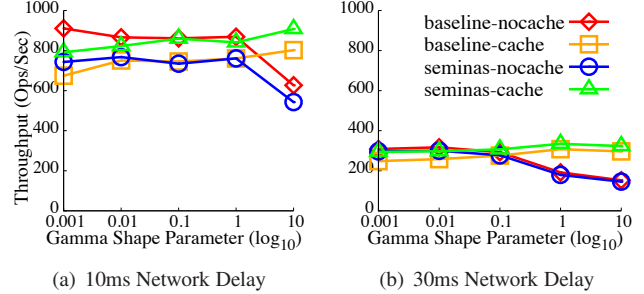 1000
800
600
400
200
0
Throughput (Ops/Sec)
0.001 0.01 0.1 1 10
Gamma Shape Parameter (log10)
(a) 10ms Network Delay
baseline-nocache
baseline-cache
seminas-nocache
seminas-cache
1000
800
600
400
200
0
0.001 0.01 0.1 1 10
Gamma Shape Parameter (log10)
(b) 30ms Network Delay